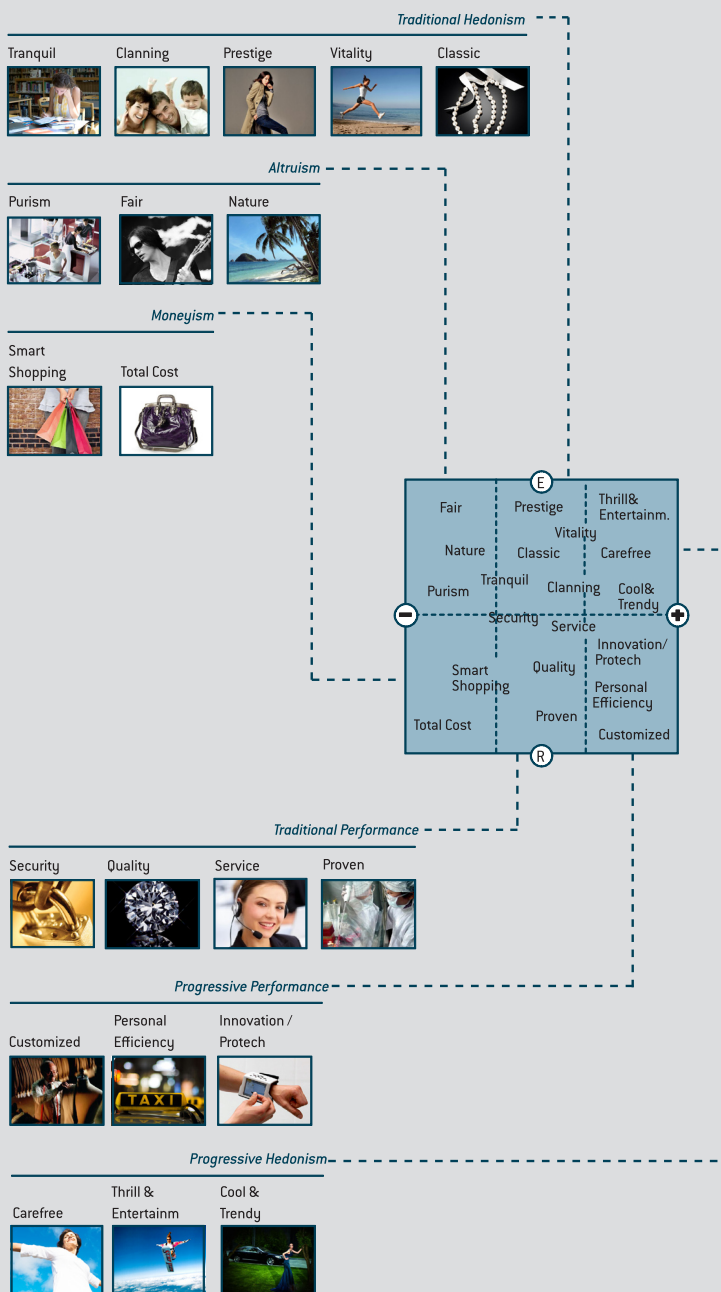 Traditional Hedonism
Tranquil Clanning Prestige Vitality Classic
Altruism
Purism Fair Nature
Moneyism
Smart
Shopping Total Cost
E
Fair Prestige Thrill&
Entertainm.
Vitality
Nature Classic Carefree
Tranquil Clanning
Purism Cool&
Trendy
–
+
Security
Service
Innovation/
Protech
Smart
Shopping
Quality
Personal
Efficiency
Total Cost Proven
Customized
R
Traditional Performance
Security Quality Service Proven
Progressive Performance
Customized Personal
Efficiency Innovation /
Protech
TAXI
Progressive Hedonism
Carefree Thrill &
Entertainm Cool &
Trendy